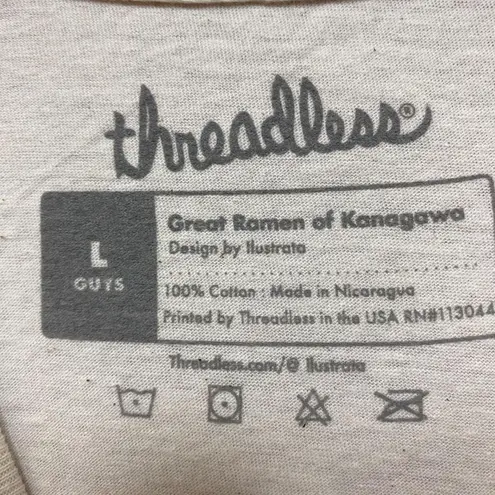 threadless®
L
GUYS
Great Ramen of Kanagawa
Design by Ilustrata
100% Cotton : Made in Nicaragua
Printed by Threadless in the USA RN#113044
Threadless.com/@ Ilustrata